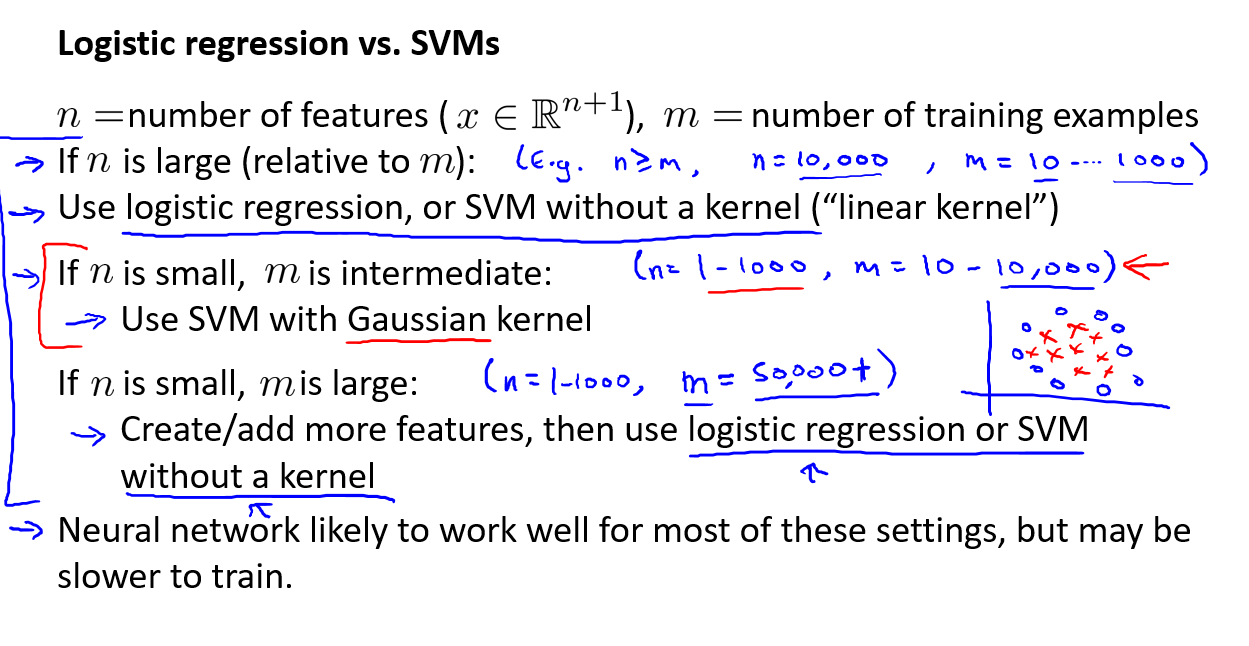 Logistic regression vs. SVMs
n =number of features ( x ∈ ℝⁿ⁺¹), m = number of training examples
→ If n is large (relative to m): (E.g. n≥m, n=10,000 , m = 10 ---- 1000)
→ Use logistic regression, or SVM without a kernel (“linear kernel”)
→ If n is small, m is intermediate: (n= 1-1000, m = 10 - 10,000) ←
→ Use SVM with Gaussian kernel
If n is small, m is large: (n=1-1000, m = 50,000+)
→ Create/add more features, then use logistic regression or SVM
without a kernel
→ Neural network likely to work well for most of these settings, but may be
slower to train.